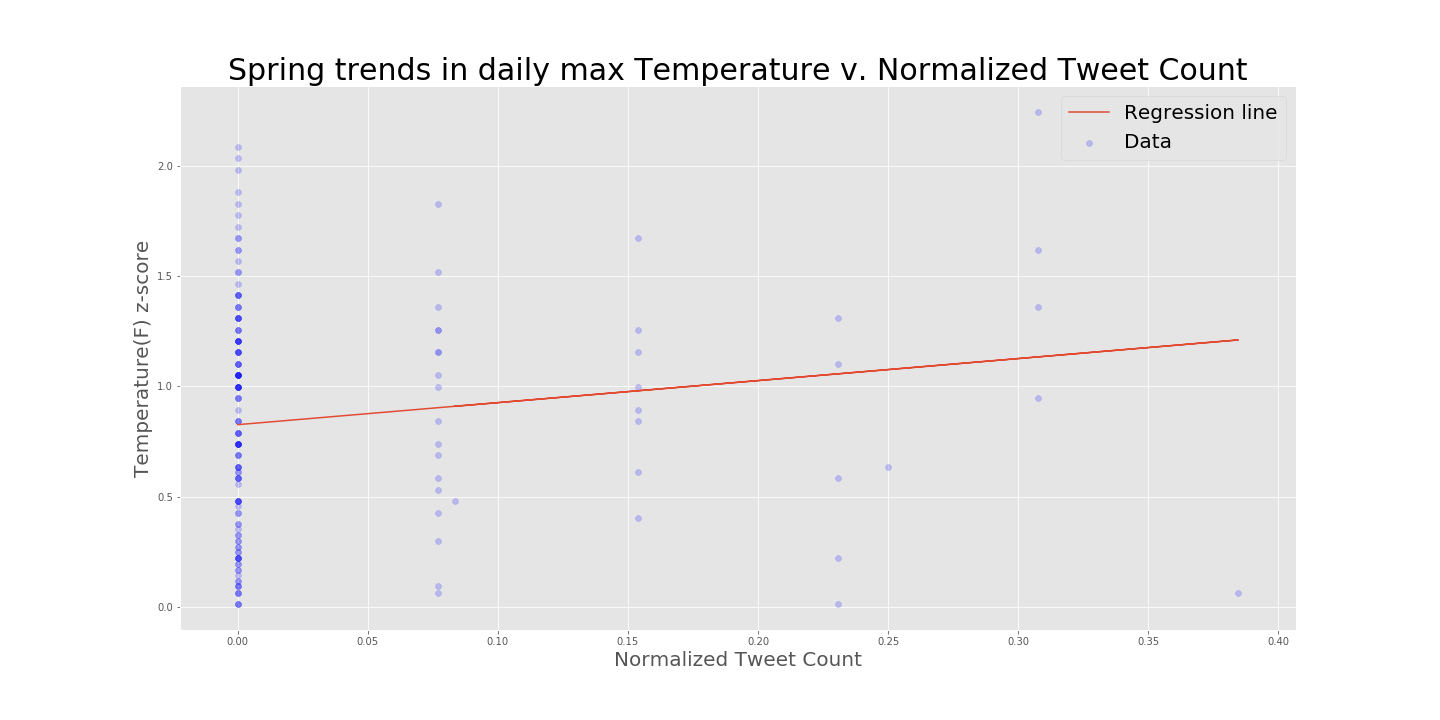 Spring trends in daily max Temperature v. Normalized Tweet Count
Regression line
Data
Temperature(F) z-score
2.0
1.5
1.0
0.5
0.0
0.00 0.05 0.10 0.15 0.20 0.25 0.30 0.35 0.40
Normalized Tweet Count